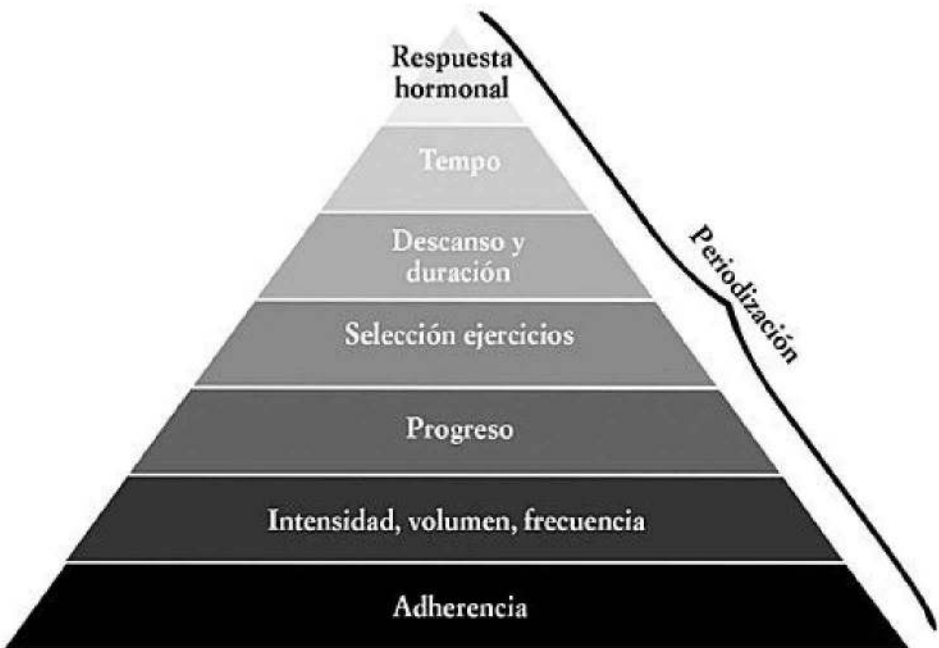 Respuesta
hormonal
Tempo
Descanso y
duración
Selección ejercicios
Periodización
Progreso
Intensidad, volumen, frecuencia
Adherencia